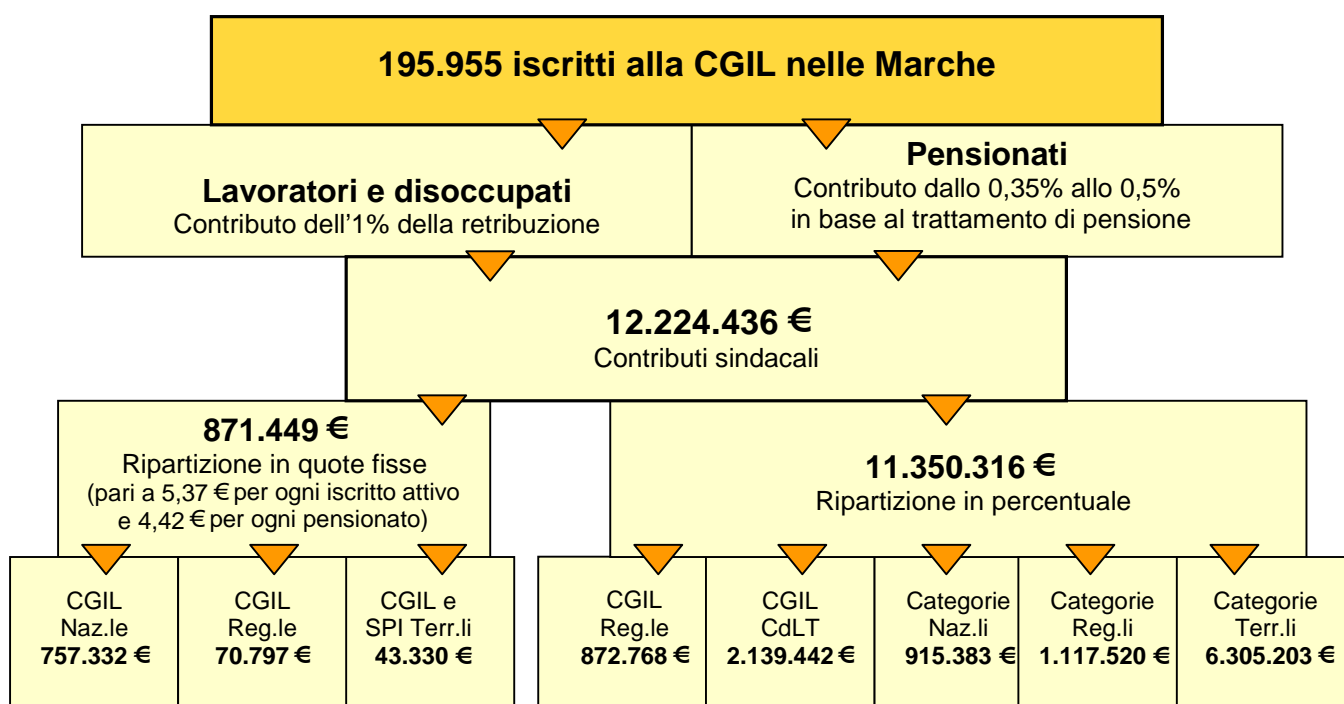 195.955 iscritti alla CGIL nelle Marche
Lavoratori e disoccupati
Contributo dell'1% della retribuzione
Pensionati
Contributo dallo 0,35% allo 0,5%
in base al trattamento di pensione
12.224.436 €
Contributi sindacali
871.449 €
Ripartizione in quote fisse
(pari a 5,37 € per ogni iscritto attivo
e 4,42 € per ogni pensionato)
11.350.316 €
Ripartizione in percentuale
CGIL
Naz.le
757.332 €
CGIL
Reg.le
70.797 €
CGIL e
SPI Terr.li
43.330 €
CGIL
Reg.le
872.768 €
CGIL
CdLT
2.139.442 €
Categorie
Naz.li
915.383 €
Categorie
Reg.li
1.117.520 €
Categorie
Terr.li
6.305.203 €